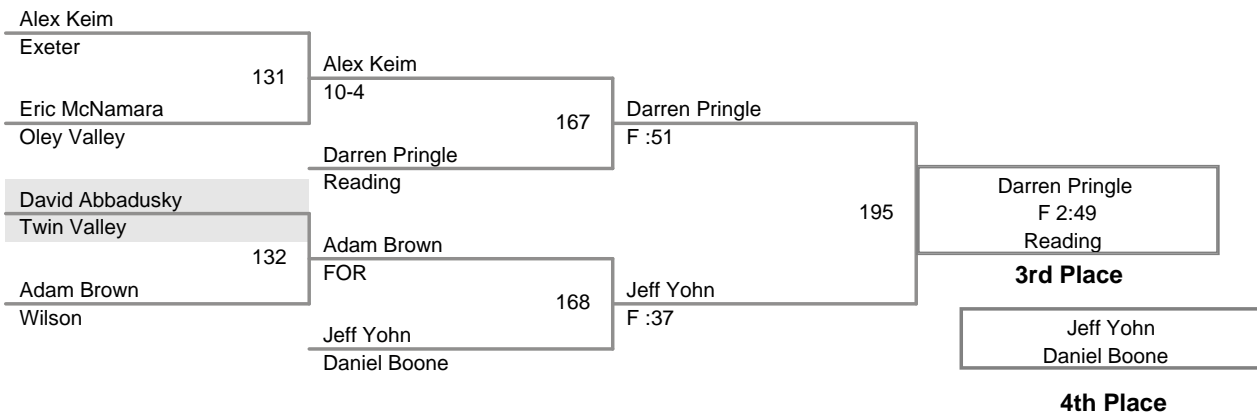 Alex Keim
Exeter
131
Eric McNamara
Oley Valley
David Abbadusky
Twin Valley
132
Adam Brown
Wilson
Alex Keim
10-4
167
Darren Pringle
Reading
Adam Brown
FOR
168
Jeff Yohn
Daniel Boone
Darren Pringle
F :51
195
Jeff Yohn
F :37
Darren Pringle
F 2:49
Reading
3rd Place
Jeff Yohn
Daniel Boone
4th Place